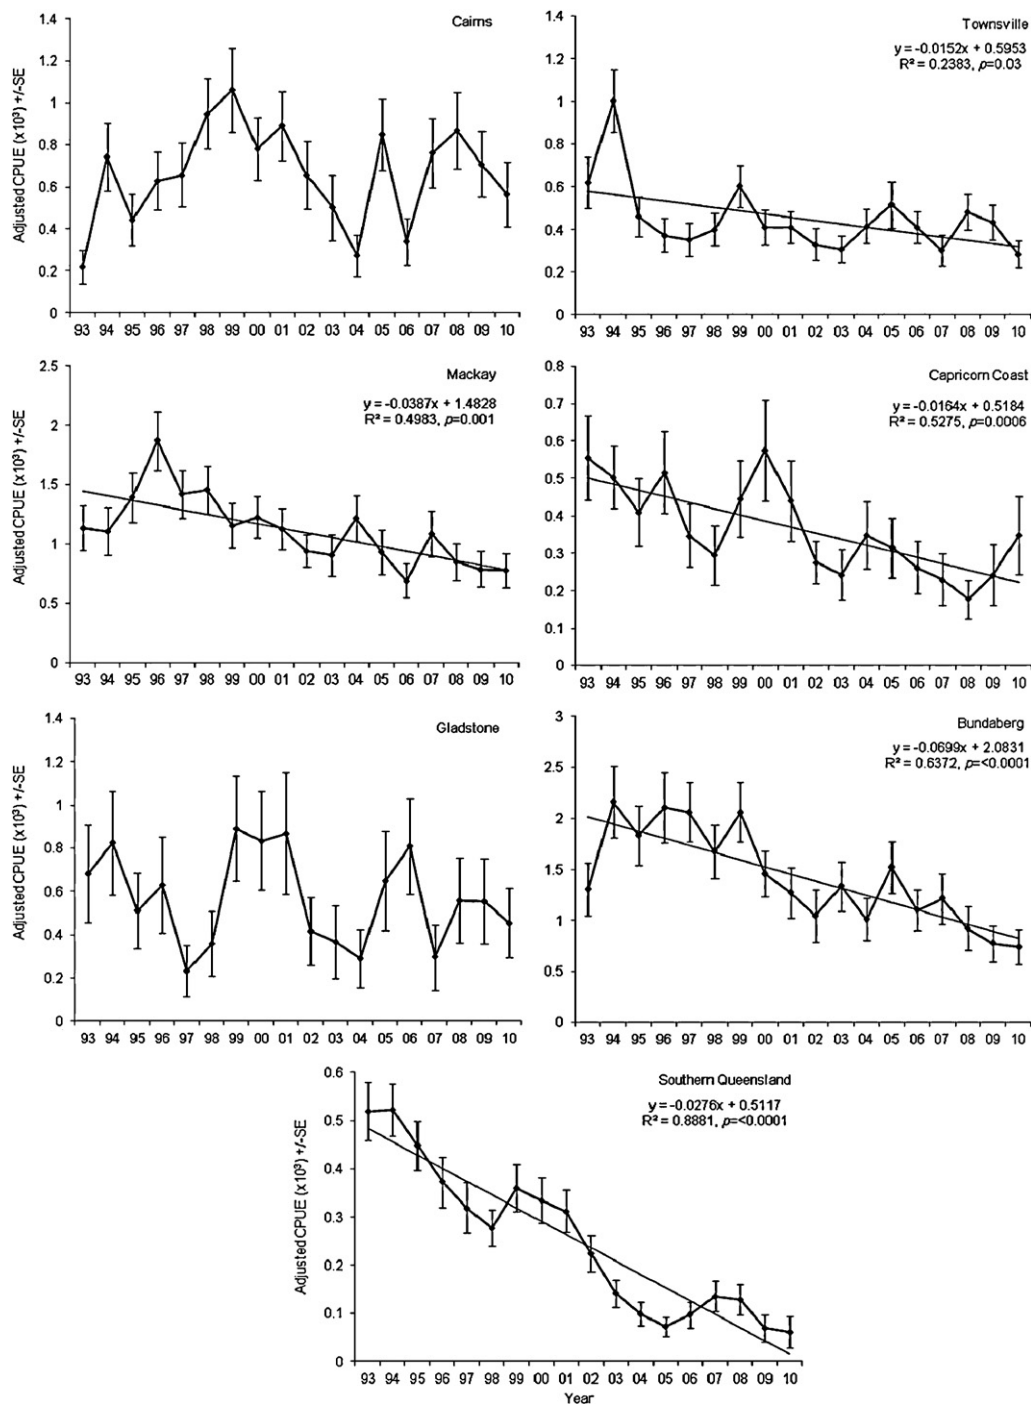 Cairns
Adjusted CPUE (x10³) +/-SE
1.4
1.2
1
0.8
0.6
0.4
0.2
0
93 94 95 96 97 98 99 00 01 02 03 04 05 06 07 08 09 10
Townsville
y = -0.0152x + 0.5953
R² = 0.2383, p=0.03
1.4
1.2
1
0.8
0.6
0.4
0.2
0
93 94 95 96 97 98 99 00 01 02 03 04 05 06 07 08 09 10
Mackay
y = -0.0387x + 1.4828
R² = 0.4983, p=0.001
Adjusted CPUE (x10³) +/-SE
2.5
2
1.5
1
0.5
0
93 94 95 96 97 98 99 00 01 02 03 04 05 06 07 08 09 10
Capricorn Coast
y = -0.0164x + 0.5184
R² = 0.5275, p=0.0006
0.8
0.7
0.6
0.5
0.4
0.3
0.2
0.1
0
93 94 95 96 97 98 99 00 01 02 03 04 05 06 07 08 09 10
Gladstone
Adjusted CPUE (x10³) +/-SE
1.4
1.2
1
0.8
0.6
0.4
0.2
0
93 94 95 96 97 98 99 00 01 02 03 04 05 06 07 08 09 10
Bundaberg
y = -0.0699x + 2.0831
R² = 0.6372, p=<0.0001
3
2.5
2
1.5
1
0.5
0
93 94 95 96 97 98 99 00 01 02 03 04 05 06 07 08 09 10
Southern Queensland
y = -0.0276x + 0.5117
R² = 0.8881, p=<0.0001
Adjusted CPUE (x10³) +/-SE
0.6
0.5
0.4
0.3
0.2
0.1
0
93 94 95 96 97 98 99 00 01 02 03 04 05 06 07 08 09 10
Year